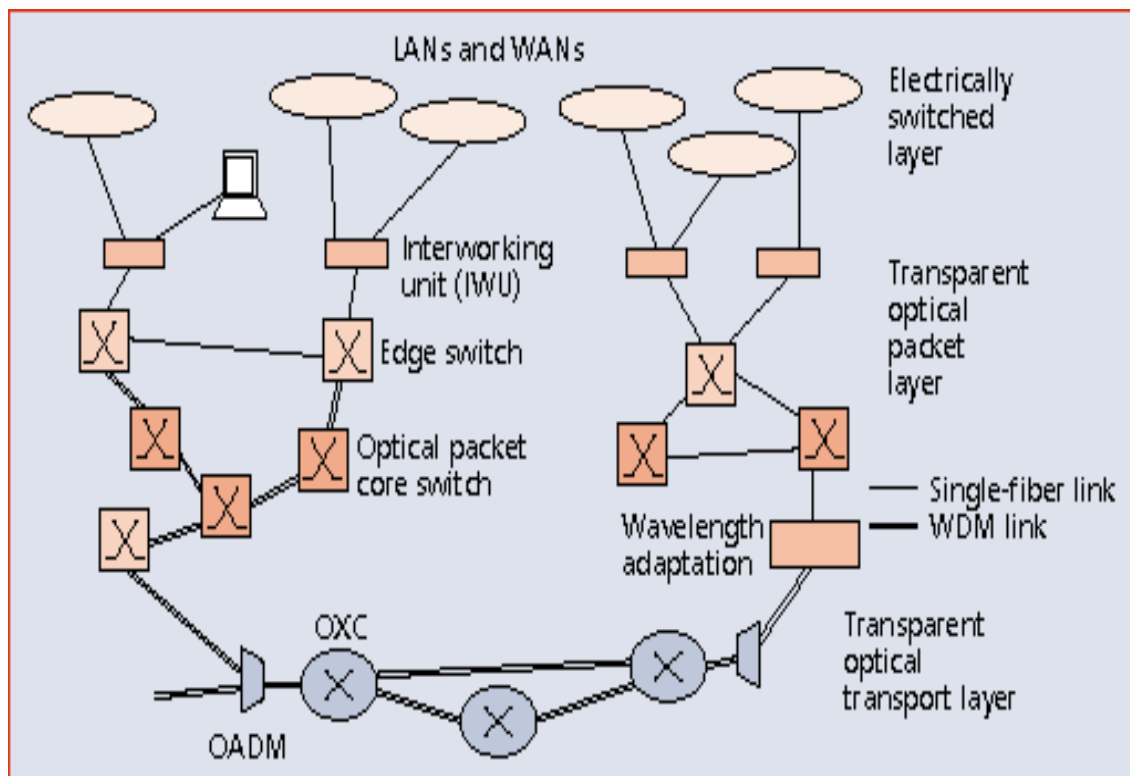 LANs and WANs
Electrically
switched
layer
Interworking
unit (IWU)
Transparent
optical
packet
layer
Edge switch
Optical packet
core switch
Single-fiber link
WDM link
Wavelength
adaptation
OXC
Transparent
optical
transport layer
OADM